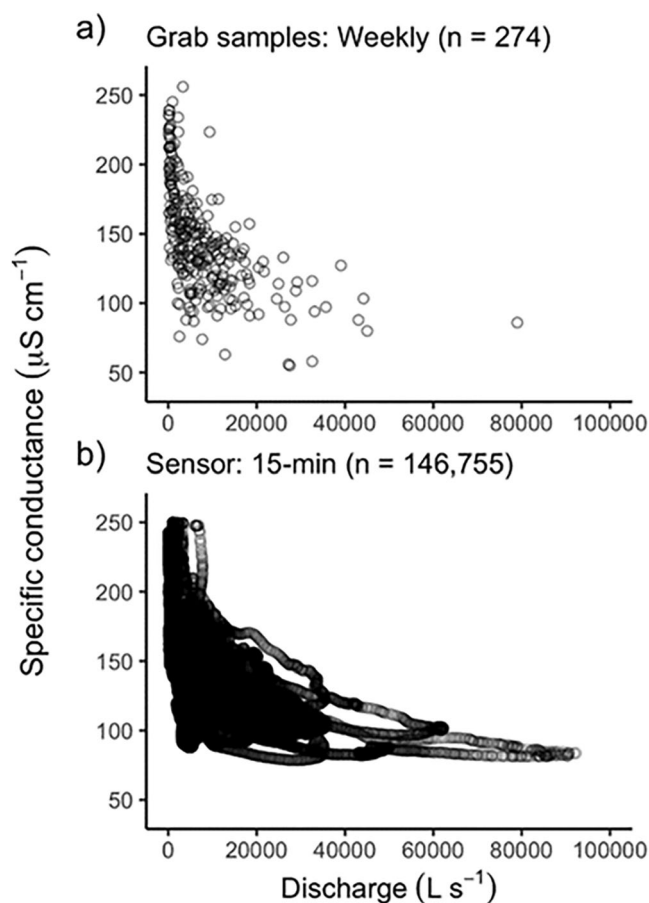 a) Grab samples: Weekly (n = 274)
250
200
150
100
50
0 20000 40000 60000 80000 100000
b) Sensor: 15-min (n = 146,755)
250
200
150
100
50
0 20000 40000 60000 80000 100000
Discharge (L s⁻¹)
Specific conductance (μS cm⁻¹)